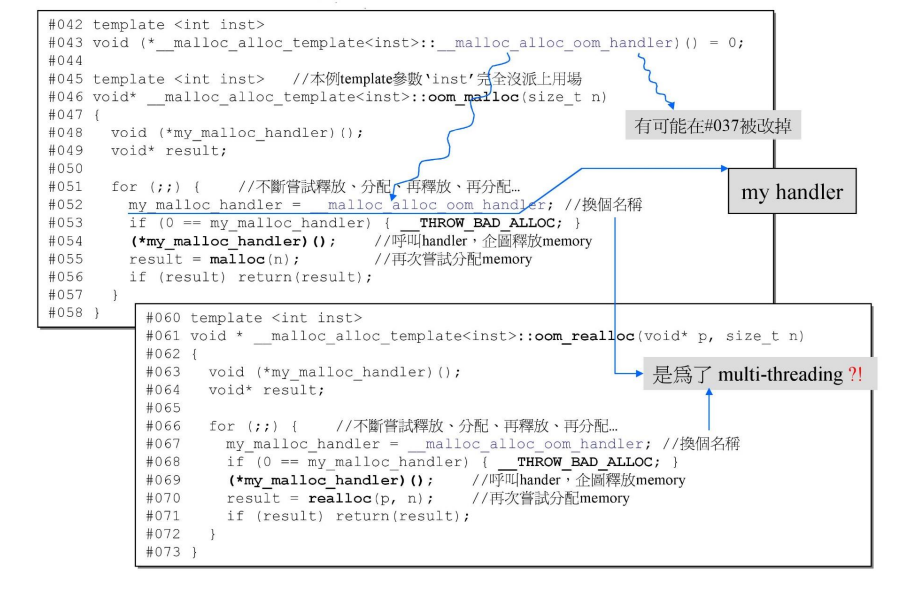 #042 template <int inst>
#043 void (*__malloc_alloc_template<inst>::__malloc_alloc_oom_handler)() = 0;
#044
#045 template <int inst>   //本例template參數‵inst′完全沒派上用場
#046 void* __malloc_alloc_template<inst>::oom_malloc(size_t n)
#047 {
有可能在#037被改掉
#048   void (*my_malloc_handler)();
#049   void* result;
#050
#051   for (;;) {    //不斷嘗試釋放、分配、再釋放、再分配…
my handler
#052     my_malloc_handler = __malloc_alloc_oom_handler; //換個名稱
#053     if (0 == my_malloc_handler) { __THROW_BAD_ALLOC; }
#054     (*my_malloc_handler)();    //呼叫handler，企圖釋放memory
#055     result = malloc(n);        //再次嘗試分配memory
#056     if (result) return(result);
#057   }
#058 }
#060 template <int inst>
#061 void * __malloc_alloc_template<inst>::oom_realloc(void* p, size_t n)
#062 {
#063   void (*my_malloc_handler)();
是爲了 multi-threading ?!
#064   void* result;
#065
#066   for (;;) {    //不斷嘗試釋放、分配、再釋放、再分配…
#067     my_malloc_handler = __malloc_alloc_oom_handler; //換個名稱
#068     if (0 == my_malloc_handler) { __THROW_BAD_ALLOC; }
#069     (*my_malloc_handler)();    //呼叫hander，企圖釋放memory
#070     result = realloc(p, n);    //再次嘗試分配memory
#071     if (result) return(result);
#072   }
#073 }